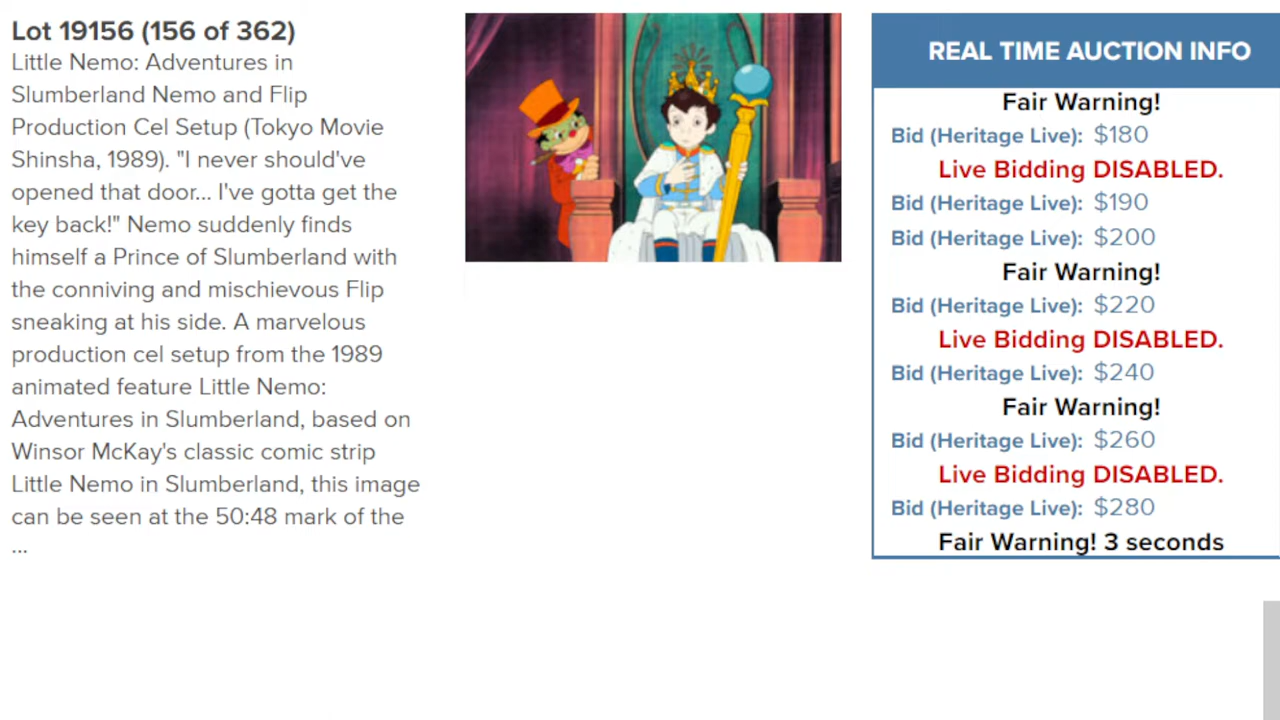 Lot 19156 (156 of 362)
Little Nemo: Adventures in
Slumberland Nemo and Flip
Production Cel Setup (Tokyo Movie
Shinsha, 1989). "I never should've
opened that door... I've gotta get the
key back!" Nemo suddenly finds
himself a Prince of Slumberland with
the conniving and mischievous Flip
sneaking at his side. A marvelous
production cel setup from the 1989
animated feature Little Nemo:
Adventures in Slumberland, based on
Winsor McKay's classic comic strip
Little Nemo in Slumberland, this image
can be seen at the 50:48 mark of the
...
REAL TIME AUCTION INFO
Fair Warning!
Bid (Heritage Live): $180
Live Bidding DISABLED.
Bid (Heritage Live): $190
Bid (Heritage Live): $200
Fair Warning!
Bid (Heritage Live): $220
Live Bidding DISABLED.
Bid (Heritage Live): $240
Fair Warning!
Bid (Heritage Live): $260
Live Bidding DISABLED.
Bid (Heritage Live): $280
Fair Warning! 3 seconds